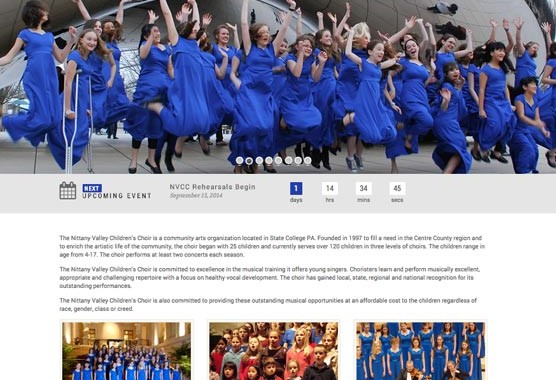 NEXT
UPCOMING EVENT
NVCC Rehearsals Begin
September 15, 2014
1
days
14
hrs
34
mins
45
secs
The Nittany Valley Children's Choir is a community arts organization located in State College PA. Founded in 1997 to fill a need in the Centre County region and
to enrich the artistic life of the community, the choir began with 25 children and currently serves over 120 children in three levels of choirs. The children range in
age from 4-17. The choir performs at least two concerts each season.
The Nittany Valley Children's Choir is committed to excellence in the musical training it offers young singers. Choristers learn and perform musically excellent,
appropriate and challenging repertoire with a focus on healthy vocal development. The choir has gained local, state, regional and national recognition for its
outstanding performances.
The Nittany Valley Children's Choir is also committed to providing these outstanding musical opportunities at an affordable cost to the children regardless of
race, gender, class or creed.